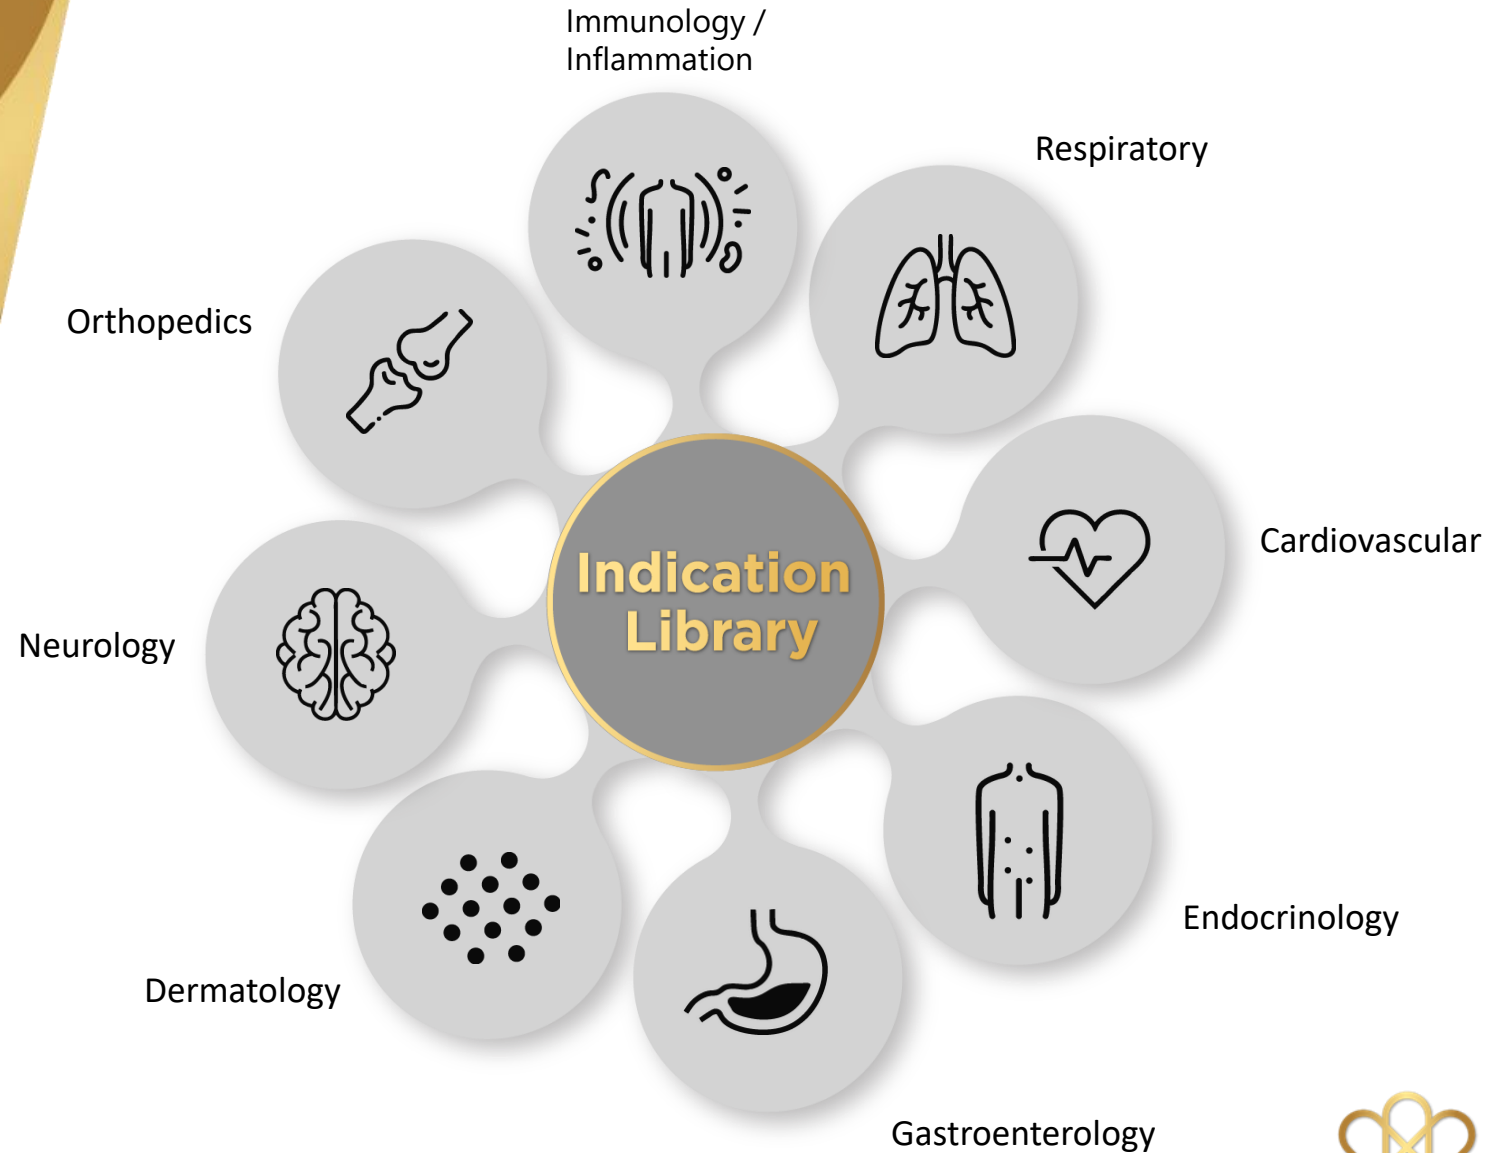 Immunology /
Inflammation
Respiratory
Orthopedics
Cardiovascular
Indication
Library
Neurology
Endocrinology
Dermatology
Gastroenterology